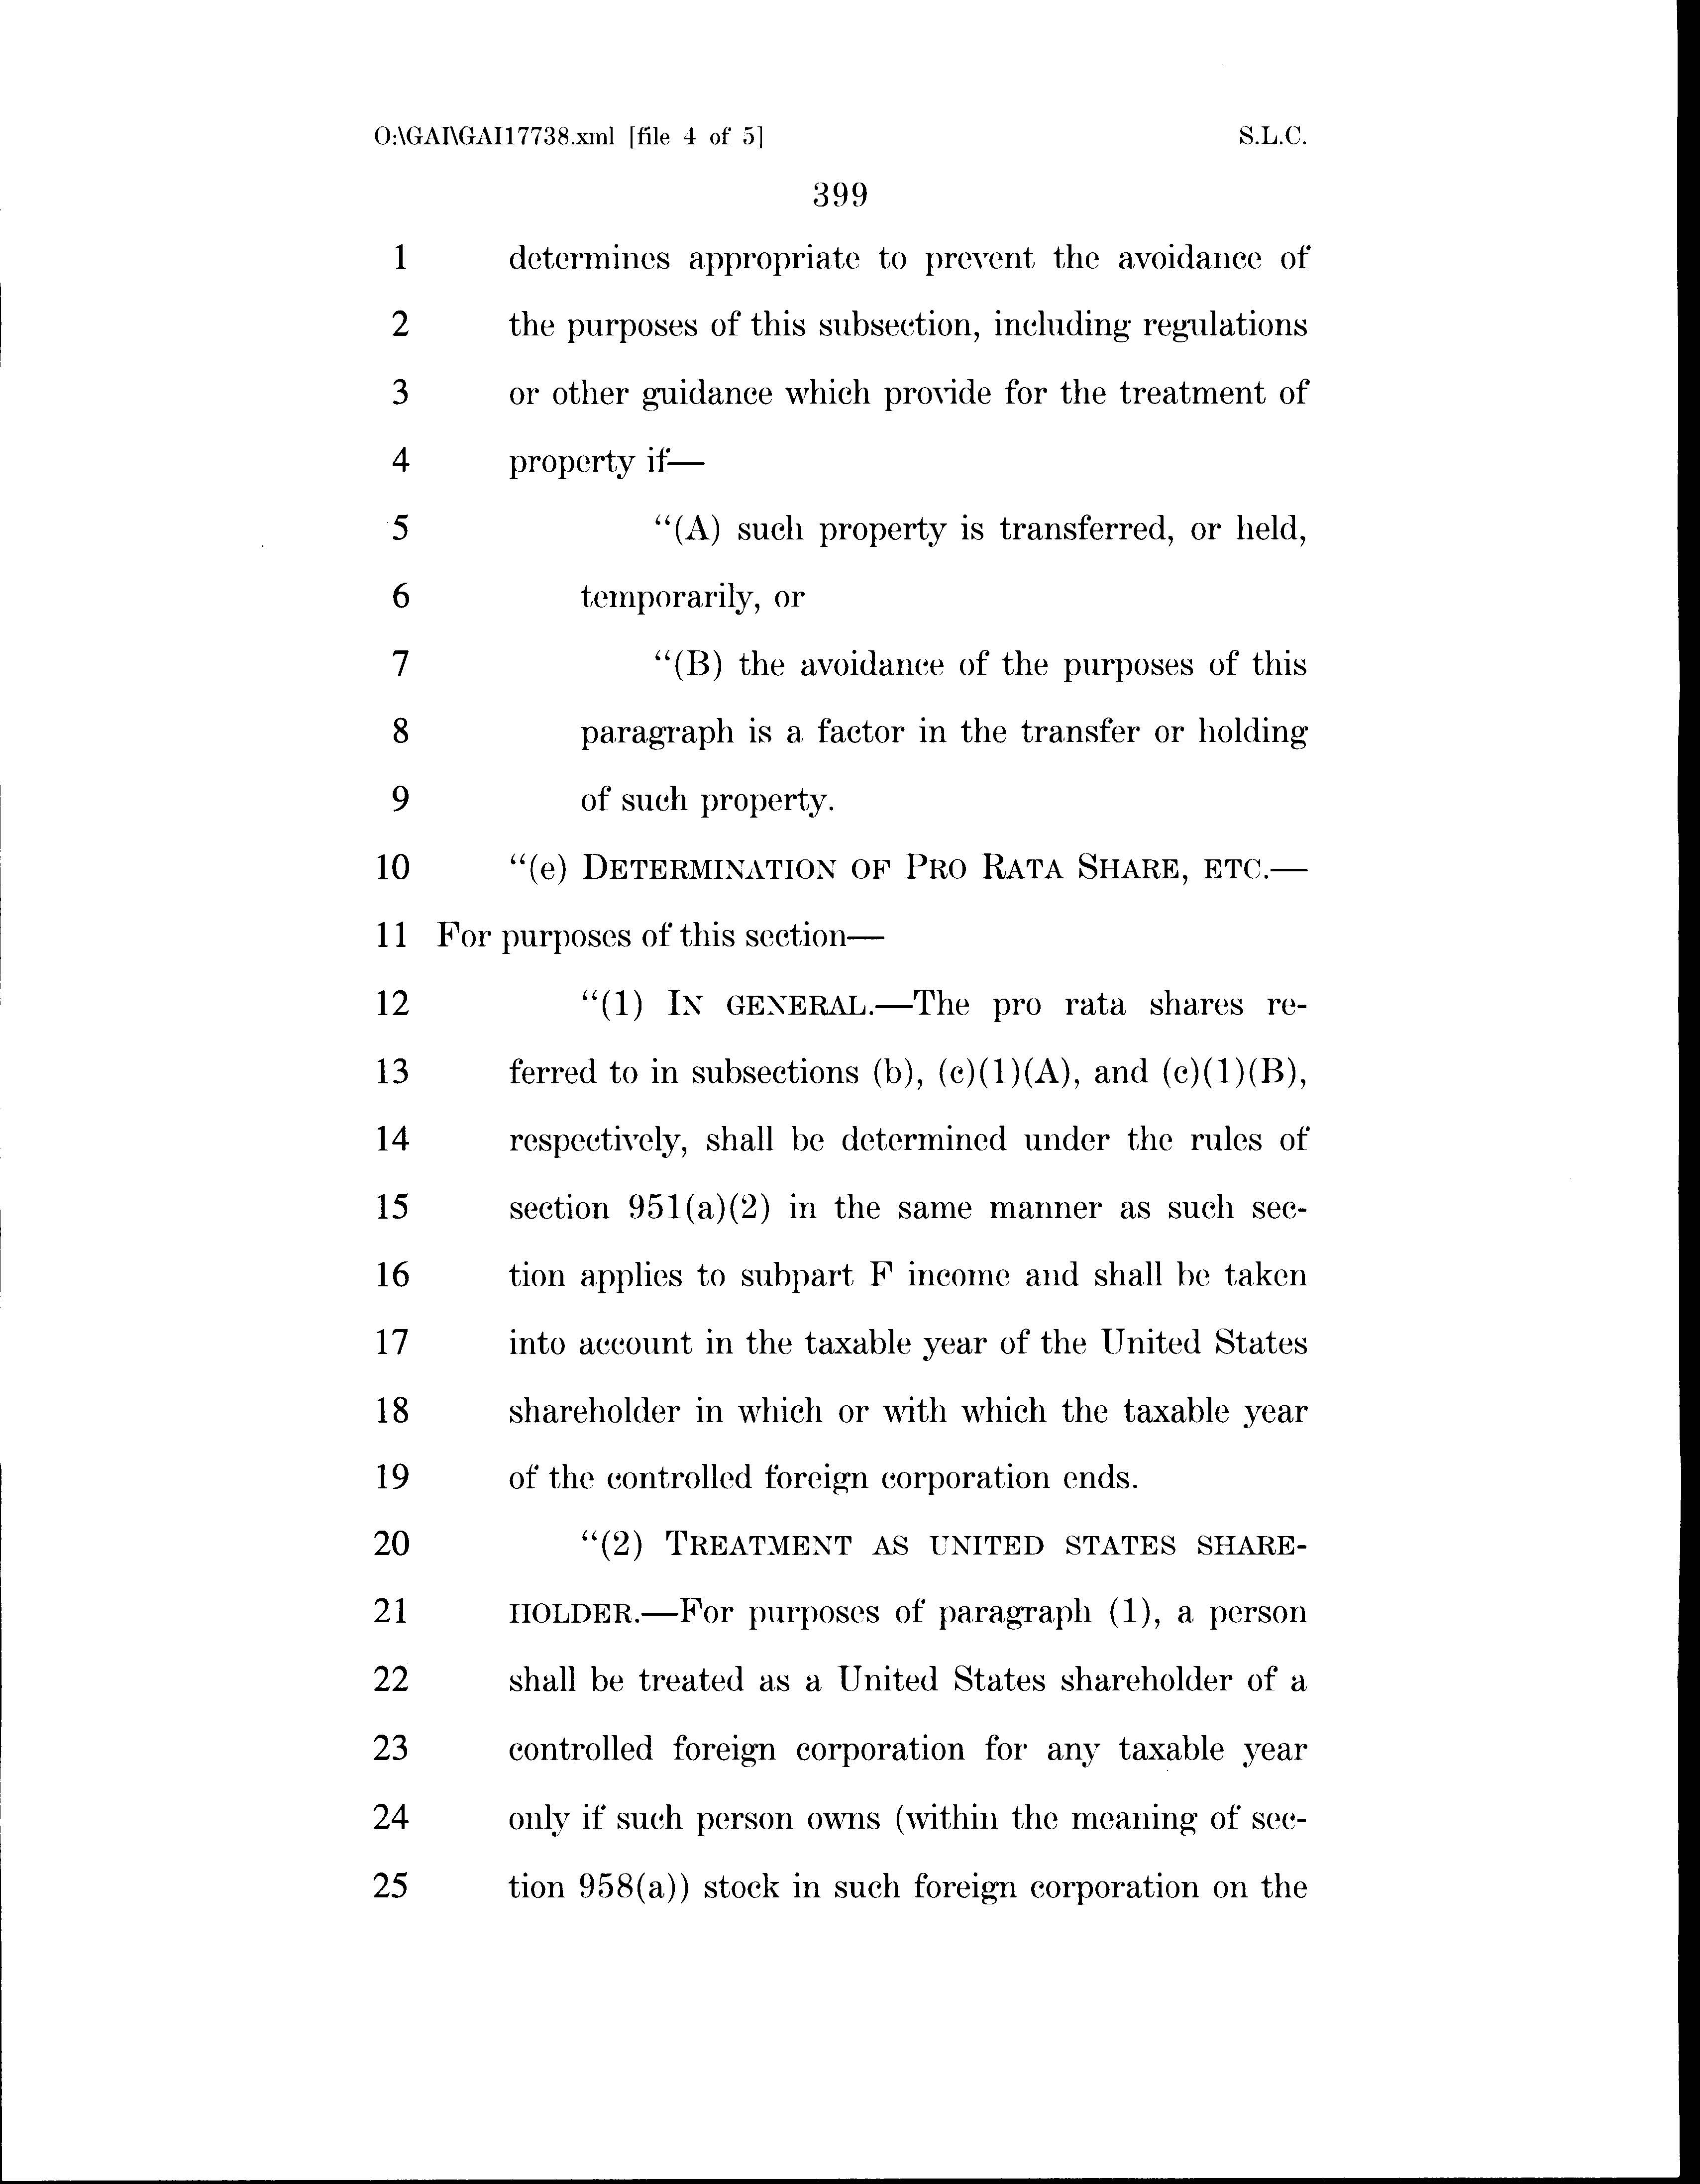 O:\GAI\GAI17738.xml [file 4 of 5] S.L.C.
399
1 determines appropriate to prevent the avoidance of
2 the purposes of this subsection, including regulations
3 or other guidance which provide for the treatment of
4 property if—
5 “(A) such property is transferred, or held,
6 temporarily, or
7 “(B) the avoidance of the purposes of this
8 paragraph is a factor in the transfer or holding
9 of such property.
10 “(e) DETERMINATION OF PRO RATA SHARE, ETC.—
11 For purposes of this section—
12 “(1) IN GENERAL.—The pro rata shares re-
13 ferred to in subsections (b), (c)(1)(A), and (c)(1)(B),
14 respectively, shall be determined under the rules of
15 section 951(a)(2) in the same manner as such sec-
16 tion applies to subpart F income and shall be taken
17 into account in the taxable year of the United States
18 shareholder in which or with which the taxable year
19 of the controlled foreign corporation ends.
20 “(2) TREATMENT AS UNITED STATES SHARE-
21 HOLDER.—For purposes of paragraph (1), a person
22 shall be treated as a United States shareholder of a
23 controlled foreign corporation for any taxable year
24 only if such person owns (within the meaning of sec-
25 tion 958(a)) stock in such foreign corporation on the